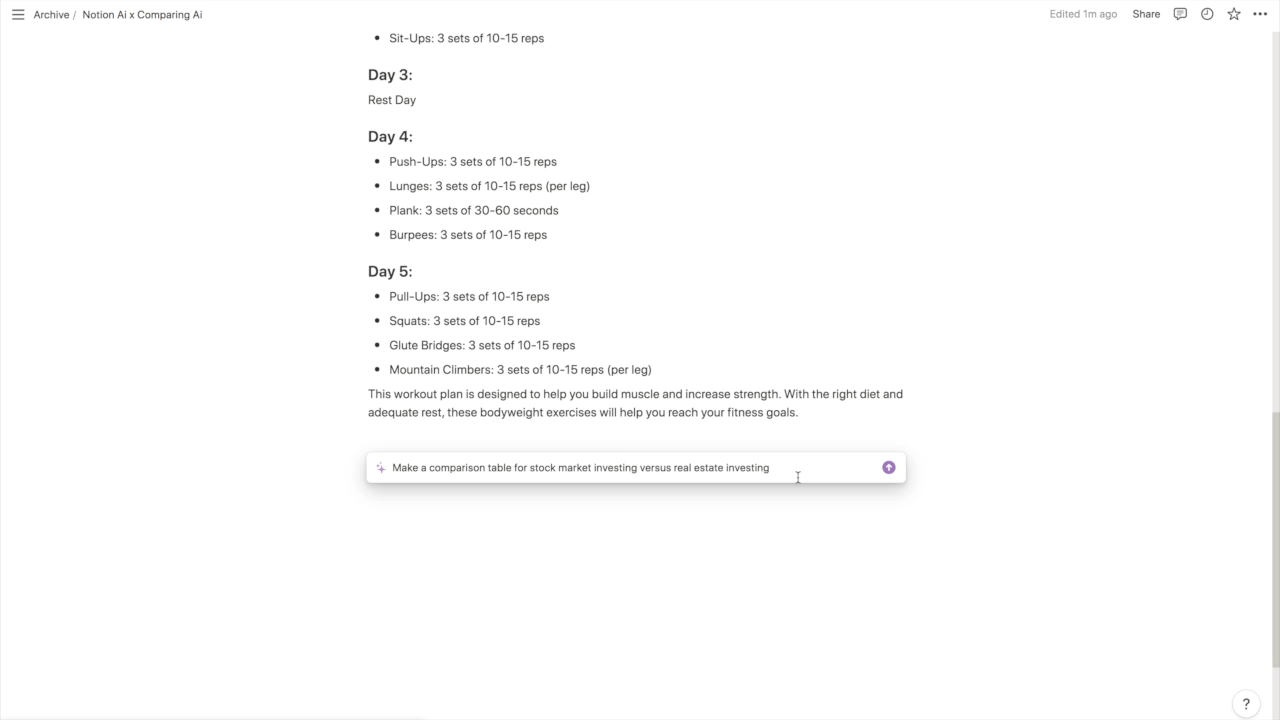 Archive / Notion Ai x Comparing Ai
Edited 1m ago Share
• Sit-Ups: 3 sets of 10-15 reps
Day 3:
Rest Day
Day 4:
• Push-Ups: 3 sets of 10-15 reps
• Lunges: 3 sets of 10-15 reps (per leg)
• Plank: 3 sets of 30-60 seconds
• Burpees: 3 sets of 10-15 reps
Day 5:
• Pull-Ups: 3 sets of 10-15 reps
• Squats: 3 sets of 10-15 reps
• Glute Bridges: 3 sets of 10-15 reps
• Mountain Climbers: 3 sets of 10-15 reps (per leg)
This workout plan is designed to help you build muscle and increase strength. With the right diet and
adequate rest, these bodyweight exercises will help you reach your fitness goals.
Make a comparison table for stock market investing versus real estate investing
?